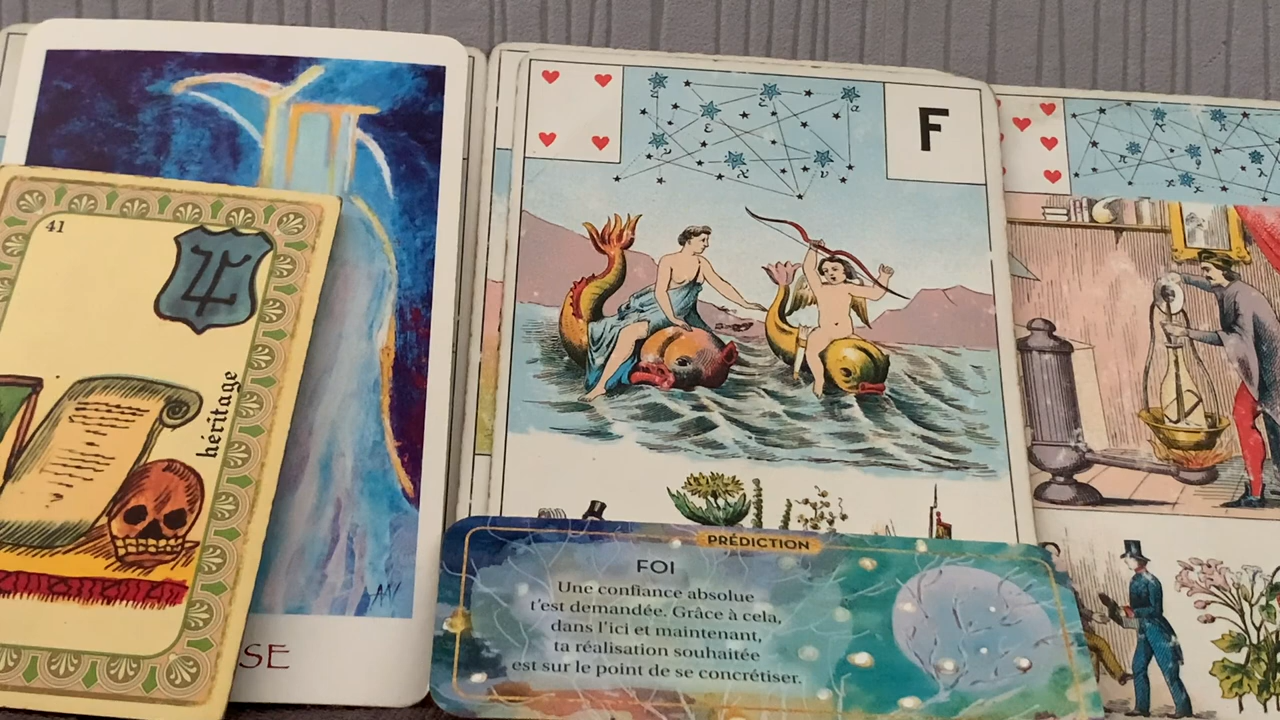 41
héritage
SE
F
PRÉDICTION
FOI
Une confiance absolue
t'est demandée. Grâce à cela,
dans l'ici et maintenant,
ta réalisation souhaitée
est sur le point de se concrétiser.